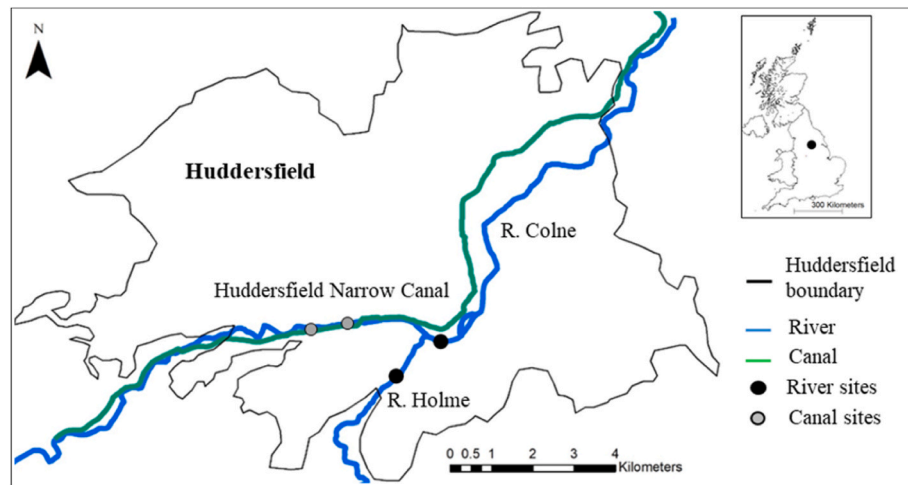 N
Huddersfield
R. Colne
Huddersfield Narrow Canal
R. Holme
0 0.5 1 2 3 4
Kilometers
300 Kilometers
Huddersfield
boundary
River
Canal
River sites
Canal sites